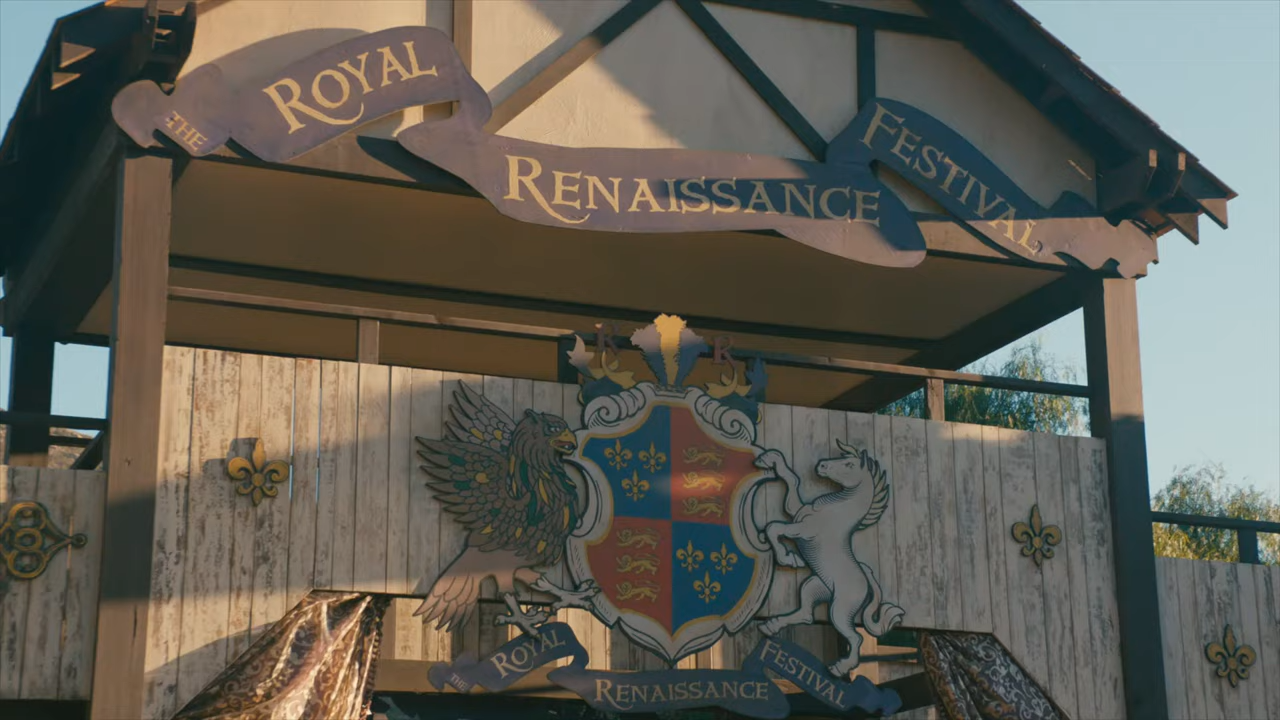 THE ROYAL
RENAISSANCE
FESTIVAL
R R
THE ROYAL
RENAISSANCE
FESTIVAL